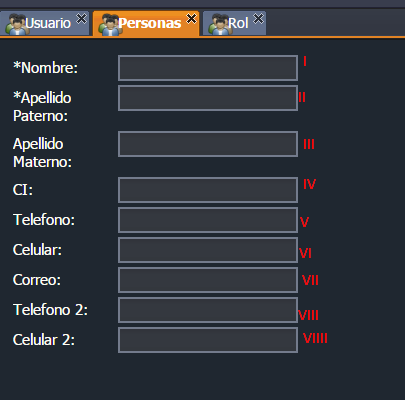 Usuario Personas Rol
*Nombre: I
*Apellido II
Paterno:
Apellido III
Materno:
CI: IV
Telefono: V
Celular: VI
Correo: VII
Telefono 2: VIII
Celular 2: VIIII